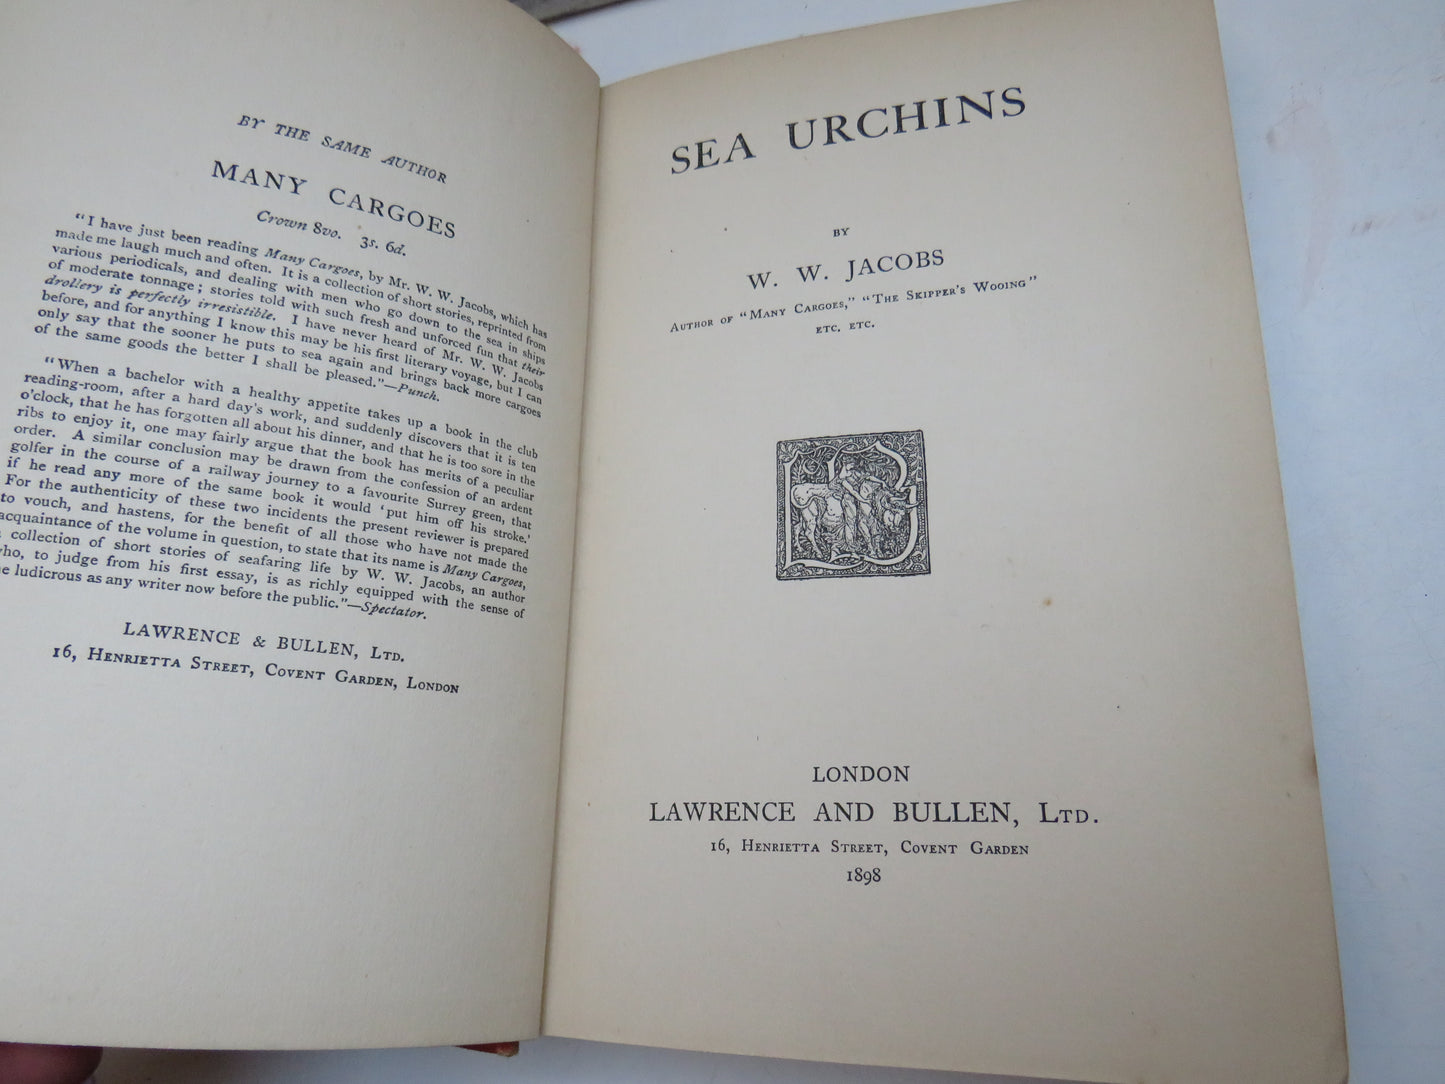 BY THE SAME AUTHOR
MANY CARGOES
Crown 8vo. 3s. 6d.
"I have just been reading Many Cargoes, by Mr. W. W. Jacobs, which has
made me laugh much and often. It is a collection of short stories, reprinted from
various periodicals, and dealing with men who go down to the sea in ships
of moderate tonnage; stories told with such fresh and unforced fun that their
drollery is perfectly irresistible. I have never heard of Mr. W. W. Jacobs
before, and for anything I know this may be his first literary voyage, but I can
only say that the sooner he puts to sea again and brings back more cargoes
of the same goods the better I shall be pleased."—Punch.
"When a bachelor with a healthy appetite takes up a book in the club
reading-room, after a hard day's work, and suddenly discovers that it is ten
o'clock, that he has forgotten all about his dinner, and that he is too sore in the
ribs to enjoy it, one may fairly argue that the book has merits of a peculiar
order. A similar conclusion may be drawn from the confession of an ardent
golfer in the course of a railway journey to a favourite Surrey green, that
if he read any more of the same book it would 'put him off his stroke.'
For the authenticity of these two incidents the present reviewer is prepared
to vouch, and hastens, for the benefit of all those who have not made the
acquaintance of the volume in question, to state that its name is Many Cargoes,
collection of short stories of seafaring life by W. W. Jacobs, an author
who, to judge from his first essay, is as richly equipped with the sense of
ludicrous as any writer now before the public."—Spectator.
LAWRENCE & BULLEN, LTD.
16, HENRIETTA STREET, COVENT GARDEN, LONDON
SEA URCHINS
BY
W. W. JACOBS
AUTHOR OF "MANY CARGOES," "THE SKIPPER'S WOOING"
ETC. ETC.
LONDON
LAWRENCE AND BULLEN, LTD.
16, HENRIETTA STREET, COVENT GARDEN
1898